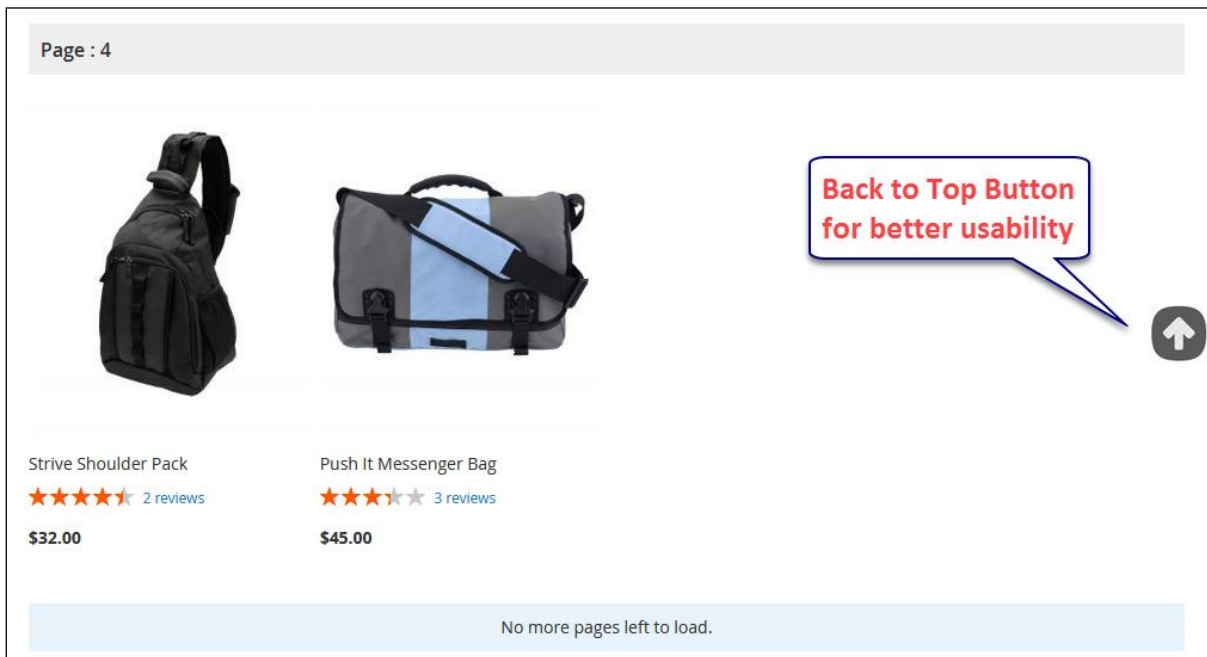 Page : 4
Back to Top Button
for better usability
Strive Shoulder Pack
Push It Messenger Bag
2 reviews
3 reviews
$32.00
$45.00
No more pages left to load.